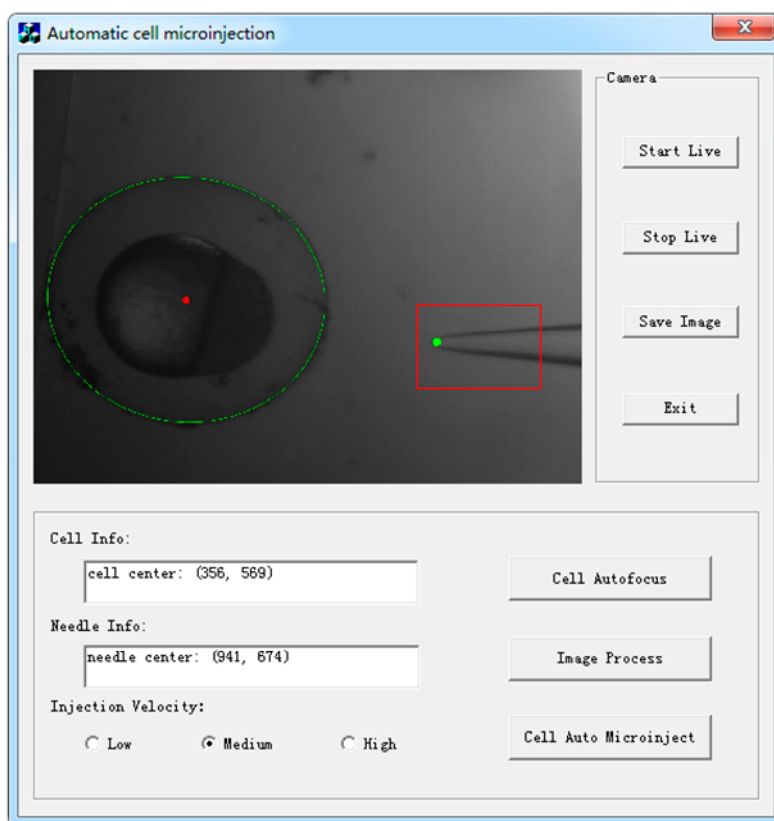 Automatic cell microinjection
Camera
Start Live
Stop Live
Save Image
Exit
Cell Info:
cell center: (356, 569)
Cell Autofocus
Needle Info:
needle center: (941, 674)
Image Process
Injection Velocity:
Low Medium High
Cell Auto Microinject